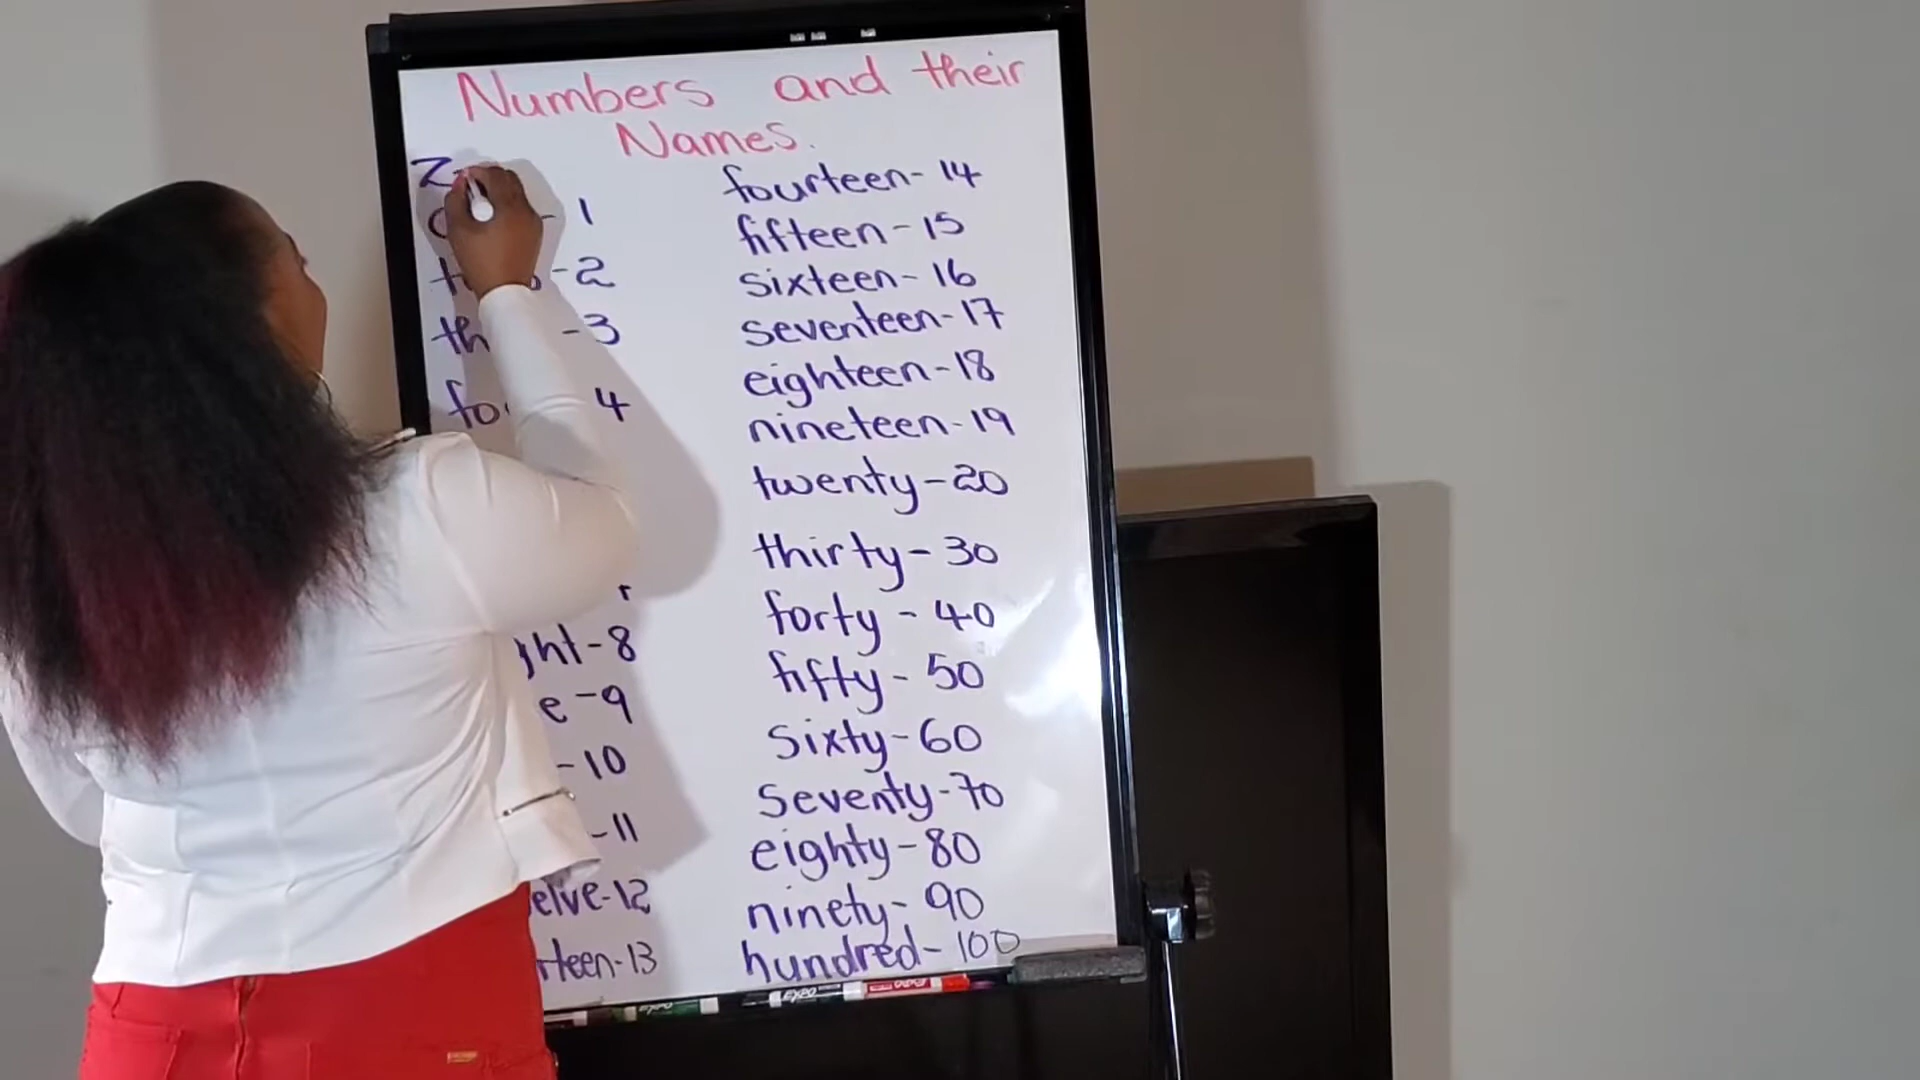 Numbers and their
Names.
- 1
-2
-3
4
-8
-9
-10
-11
-12
-13
fourteen- 14
fifteen-15
sixteen- 16
seventeen-17
eighteen-18
nineteen-19
twenty-20
thirty-30
forty - 40
fifty- 50
sixty-60
seventy-70
eighty-80
ninety- 90
hundred- 100
EXPO
EXPO